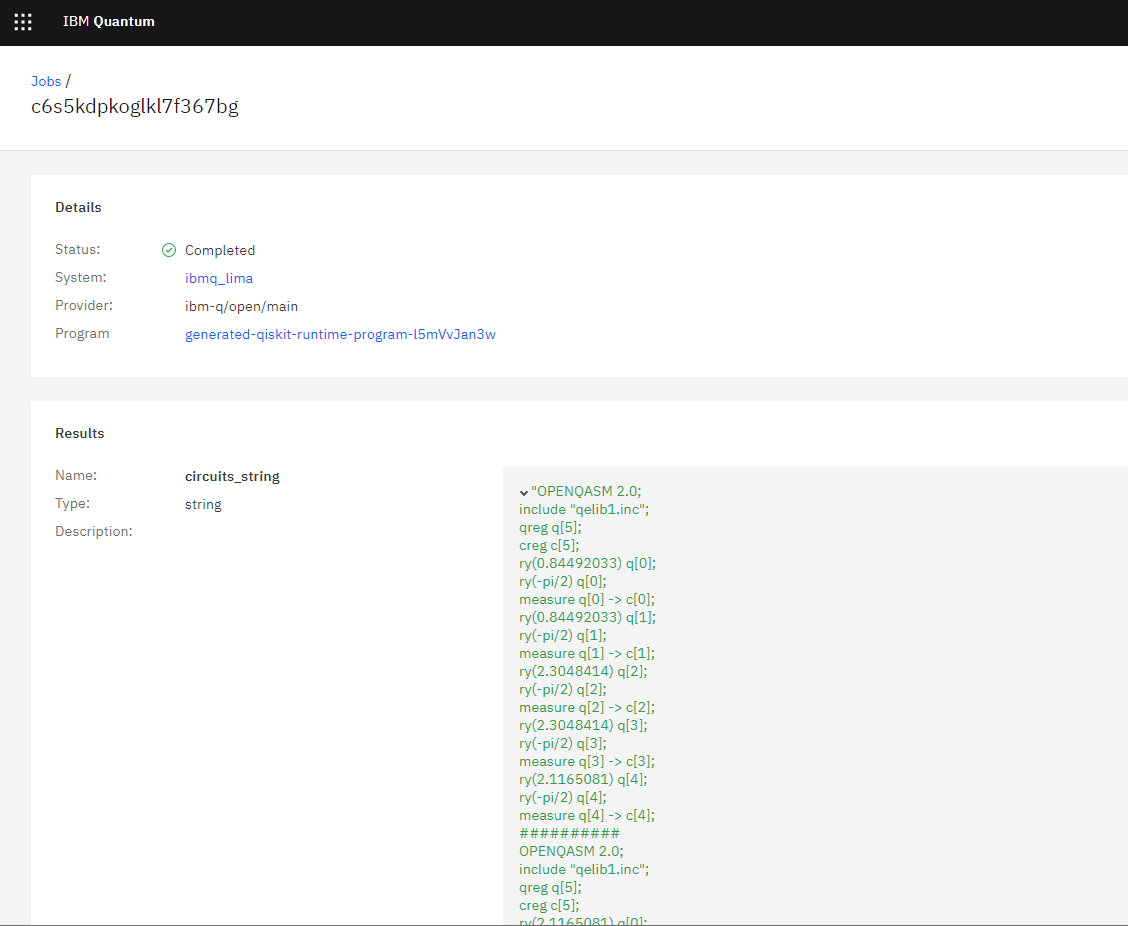 IBM Quantum
Jobs /
c6s5kdpkoglkl7f367bg
Details
Status: Completed
System: ibmq_lima
Provider: ibm-q/open/main
Program generated-qiskit-runtime-program-l5mVvJan3w
Results
Name: circuits_string
Type: string
Description:
"OPENQASM 2.0;
include "qelib1.inc";
qreg q[5];
creg c[5];
ry(0.84492033) q[0];
ry(-pi/2) q[0];
measure q[0] -> c[0];
ry(0.84492033) q[1];
ry(-pi/2) q[1];
measure q[1] -> c[1];
ry(2.3048414) q[2];
ry(-pi/2) q[2];
measure q[2] -> c[2];
ry(2.3048414) q[3];
ry(-pi/2) q[3];
measure q[3] -> c[3];
ry(2.1165081) q[4];
ry(-pi/2) q[4];
measure q[4] -> c[4];
##########
OPENQASM 2.0;
include "qelib1.inc";
qreg q[5];
creg c[5];
ry(2.1165081) q[0];